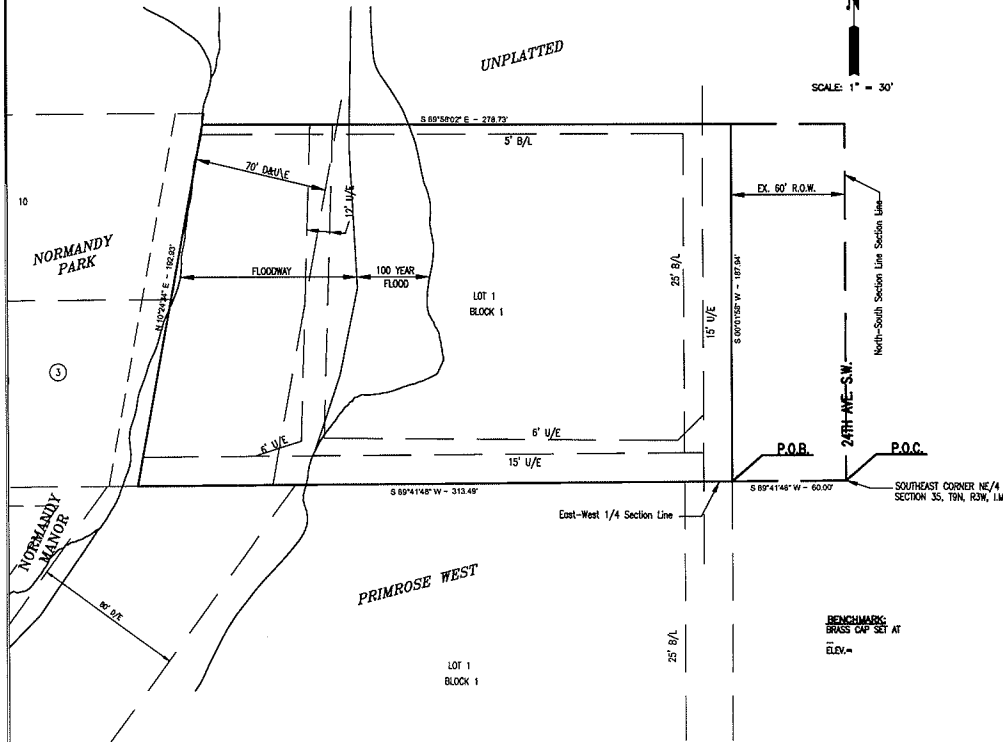 N
SCALE: 1" = 30'
UNPLATTED
S 89°58'02" E - 278.73'
5' B/L
70' D&U\E
12' U/E
EX. 60' R.O.W.
10
NORMANDY
PARK
N 10°24'24" E - 192.93'
FLOODWAY
100 YEAR
FLOOD
LOT 1
BLOCK 1
25' B/L
15' U/E
S 00°01'58" W - 187.94'
North-South Section Line Section Line
24TH AVE. S.W.
3
6' U/E
6' U/E
15' U/E
P.O.B.
P.O.C.
S 89°41'48" W - 313.49'
S 89°41'48" W - 60.00'
SOUTHEAST CORNER NE/4
SECTION 35, T9N, R3W, I.M
East-West 1/4 Section Line
NORMANDY
MANOR
80' D/E
PRIMROSE WEST
25' B/L
LOT 1
BLOCK 1
BENCHMARK:
BRASS CAP SET AT
ELEV.=